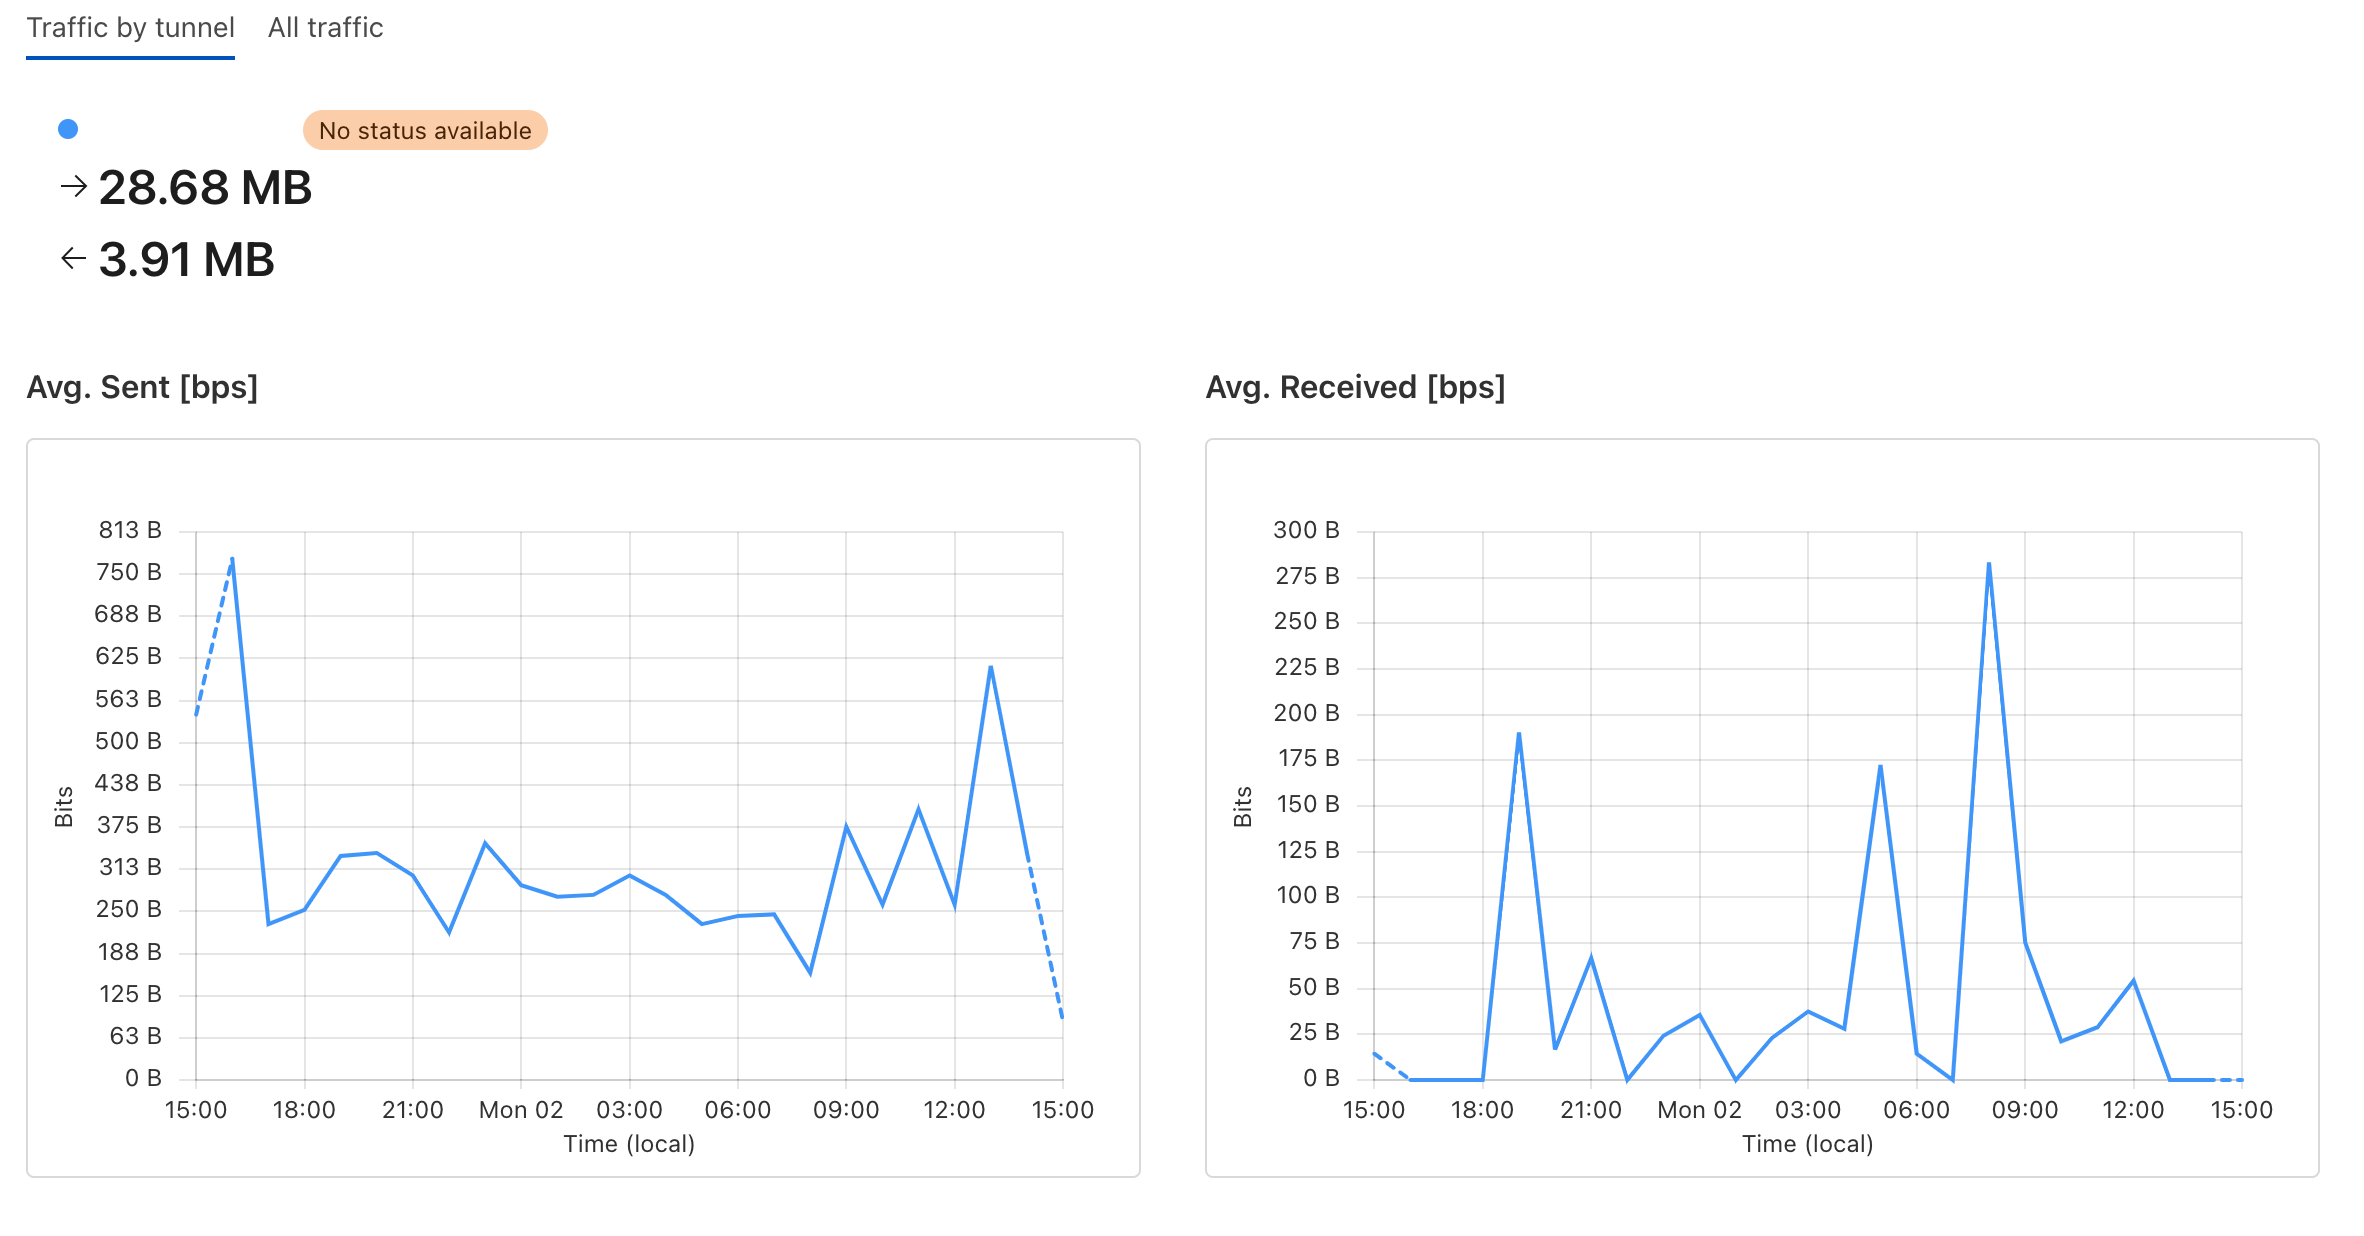 Traffic by tunnel All traffic
No status available
→ 28.68 MB
← 3.91 MB
Avg. Sent [bps]
813 B
750 B
688 B
625 B
563 B
500 B
438 B
375 B
313 B
250 B
188 B
125 B
63 B
0 B
Bits
15:00 18:00 21:00 Mon 02 03:00 06:00 09:00 12:00 15:00
Time (local)
Avg. Received [bps]
300 B
275 B
250 B
225 B
200 B
175 B
150 B
125 B
100 B
75 B
50 B
25 B
0 B
Bits
15:00 18:00 21:00 Mon 02 03:00 06:00 09:00 12:00 15:00
Time (local)